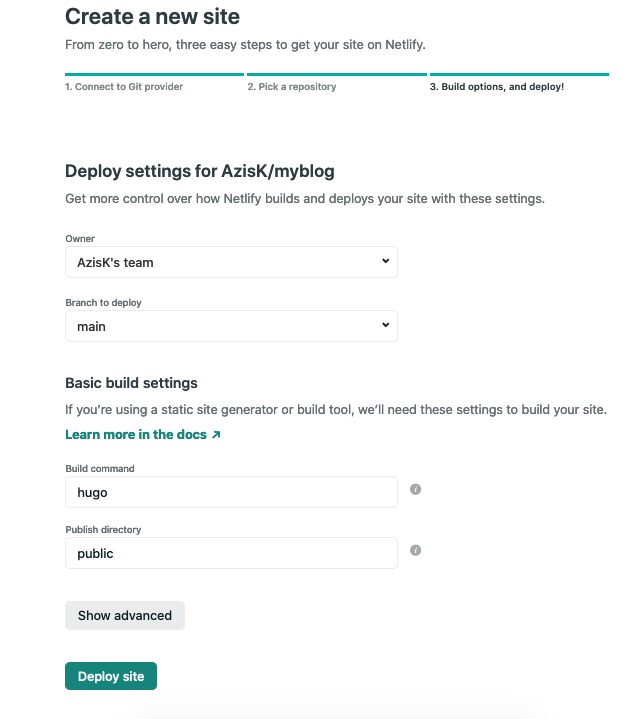 Create a new site
From zero to hero, three easy steps to get your site on Netlify.
1. Connect to Git provider
2. Pick a repository
3. Build options, and deploy!
Deploy settings for AzisK/myblog
Get more control over how Netlify builds and deploys your site with these settings.
Owner
AzisK's team
Branch to deploy
main
Basic build settings
If you're using a static site generator or build tool, we'll need these settings to build your site.
Learn more in the docs ↗
Build command
hugo
Publish directory
public
Show advanced
Deploy site